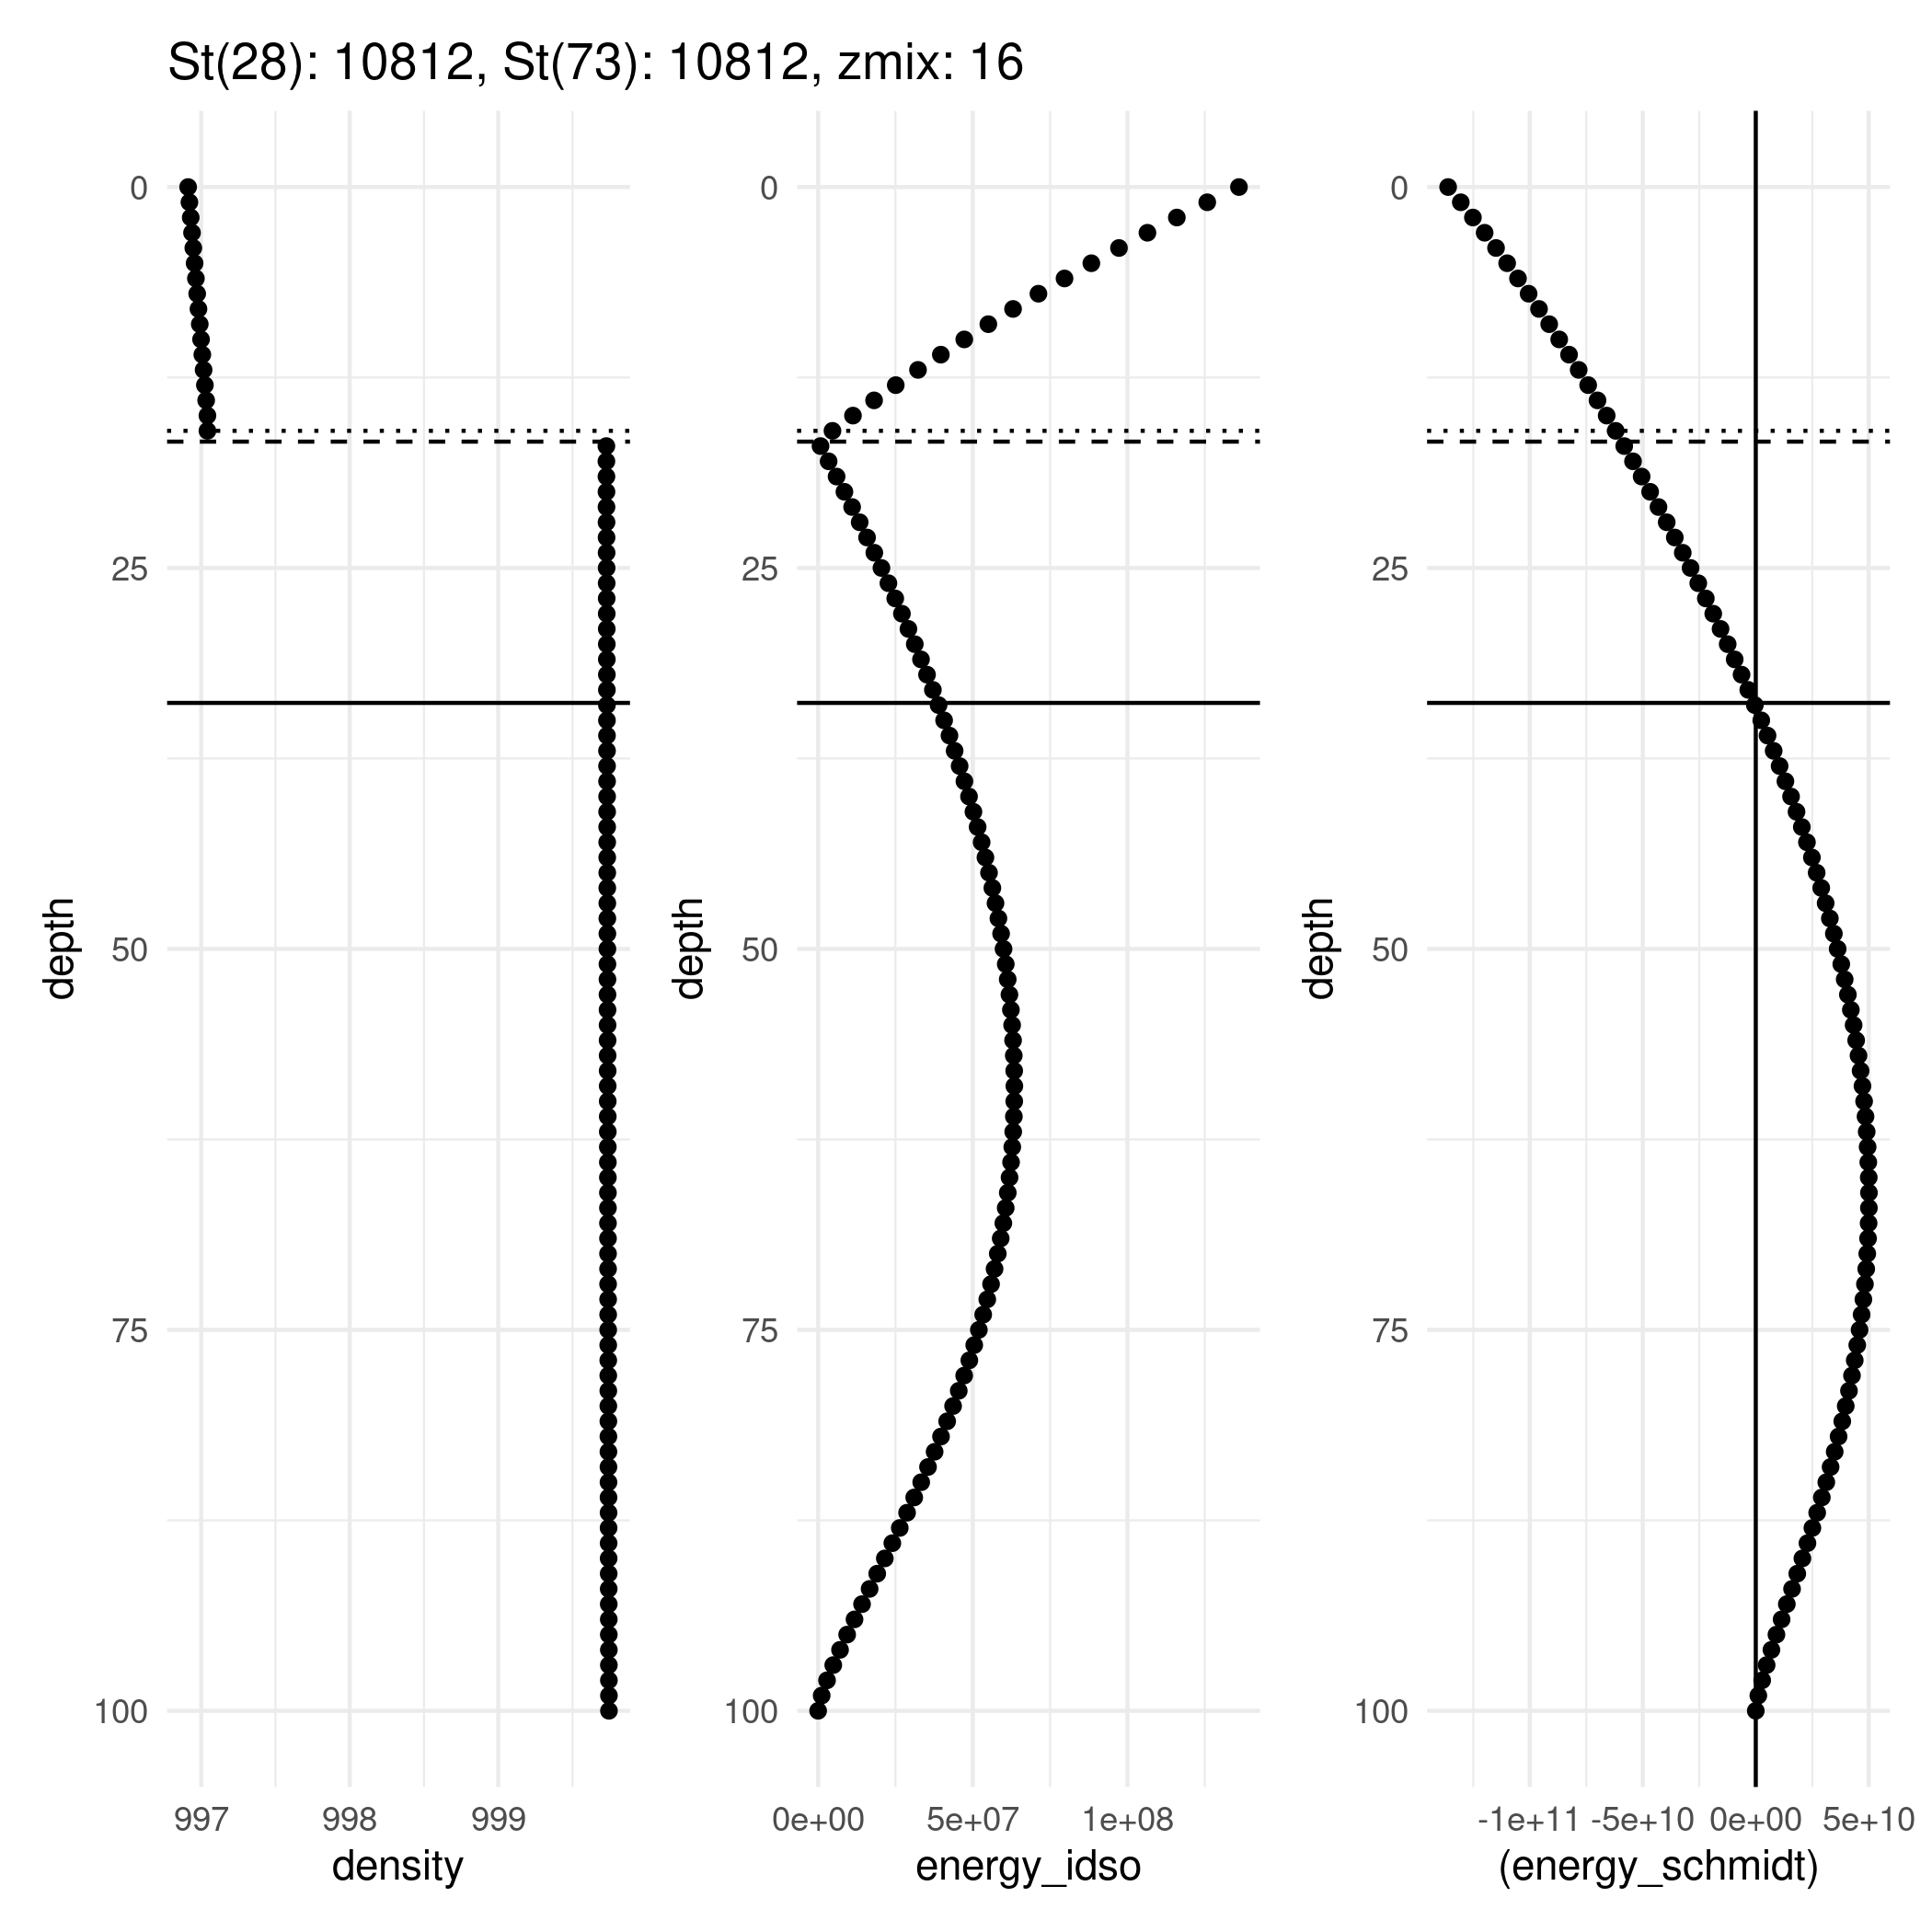 St(28): 10812, St(73): 10812, zmix: 16
depth
0
25
50
75
100
997 998 999
density
depth
0
25
50
75
100
0e+00 5e+07 1e+08
energy_idso
depth
0
25
50
75
100
-1e+11 -5e+10 0e+00 5e+10
(energy_schmidt)